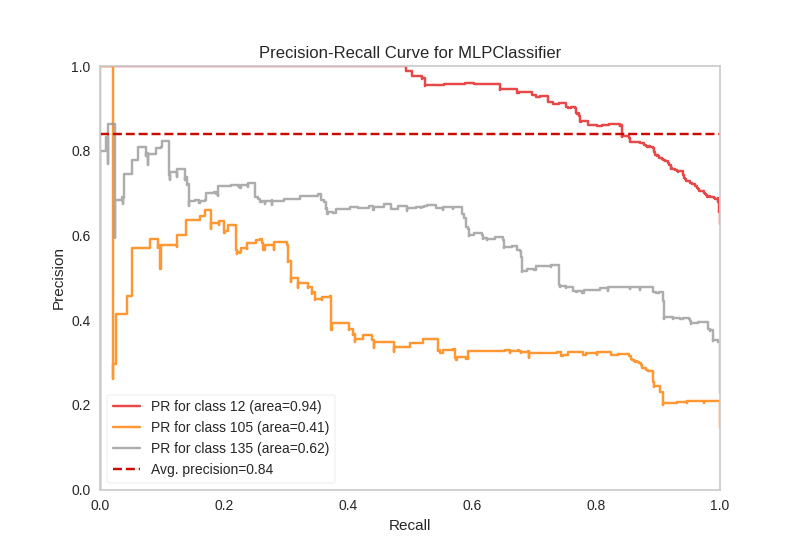 Precision-Recall Curve for MLPClassifier
1.0
0.8
0.6
0.4
0.2
0.0
Precision
PR for class 12 (area=0.94)
PR for class 105 (area=0.41)
PR for class 135 (area=0.62)
Avg. precision=0.84
0.0 0.2 0.4 0.6 0.8 1.0
Recall